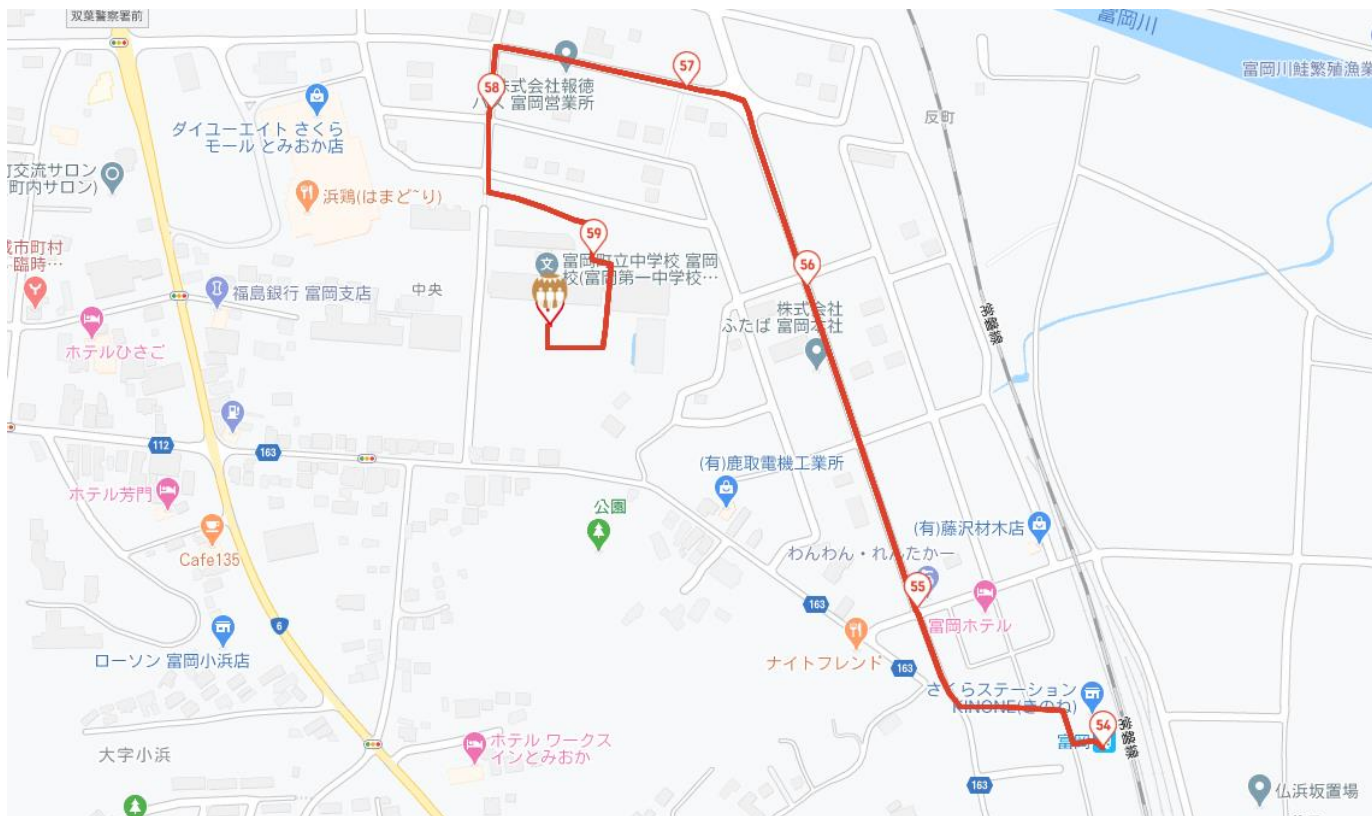 双葉警察署前
富岡川
富岡川鮭繁殖漁業
57
58
式会社報徳
バス 富岡営業所
反町
ダイユーエイト さくら
モール とみおか店
町交流サロン
町内サロン)
浜鶏(はまど~り)
59
富岡町立中学校 富岡
校(富岡第一中学校…
56
城市町村
臨時…
福島銀行 富岡支店
中央
株式会社
ふたば 富岡本社
常磐線
ホテルひさご
112
163
(有)鹿取電機工業所
ホテル芳門
公園
(有)藤沢材木店
Cafe135
わんわん・れんたかー
55
163
富岡ホテル
6
ローソン 富岡小浜店
ナイトフレンド
163
さくらステーション
KINONE(きのね)
54
富岡
常磐線
大字小浜
ホテル ワークス
インとみおか
163
仏浜坂置場